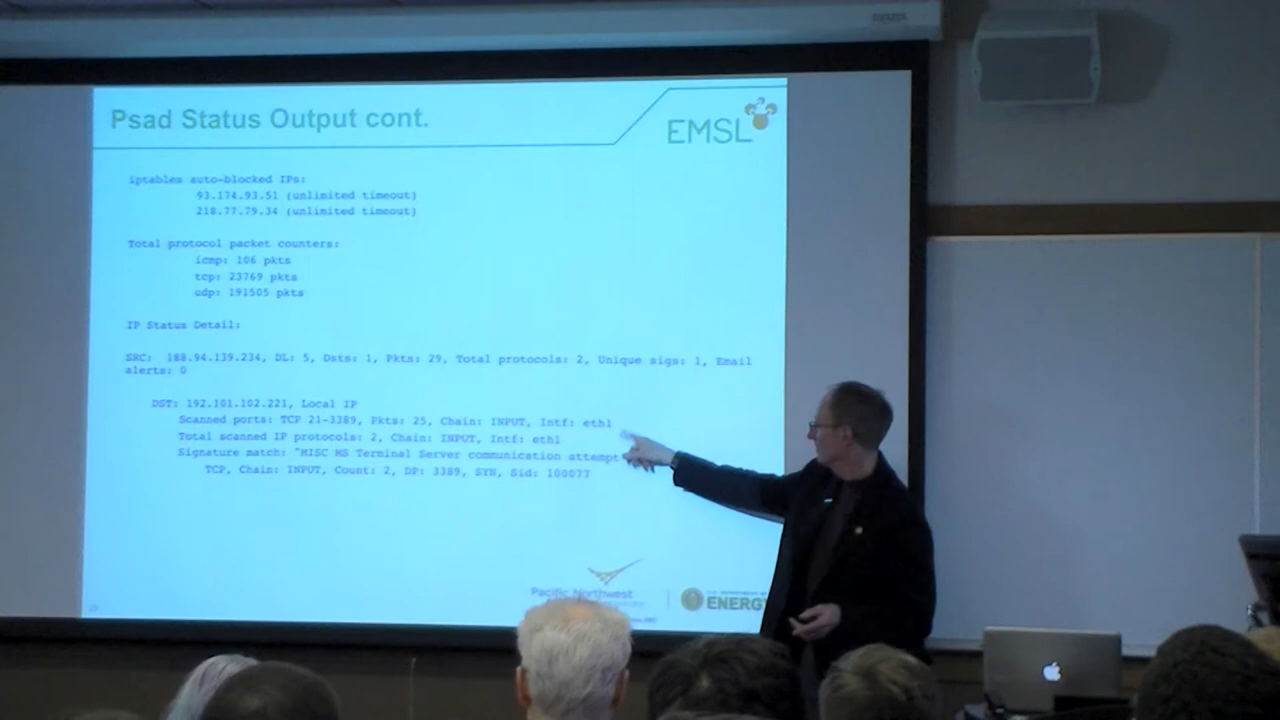 Psad Status Output cont.
EMSL
iptables auto-blocked IPs:
93.174.93.51 (unlimited timeout)
218.77.79.34 (unlimited timeout)
Total protocol packet counters:
icmp: 106 pkts
tcp: 23769 pkts
udp: 191505 pkts
IP Status Detail:
SRC: 188.94.139.234, DL: 5, Dsts: 1, Pkts: 29, Total protocols: 2, Unique sigs: 1, Email
alerts: 0
DST: 192.101.102.221, Local IP
Scanned ports: TCP 21-3389, Pkts: 25, Chain: INPUT, Intf: eth1
Total scanned IP protocols: 2, Chain: INPUT, Intf: eth1
Signature match: "MISC MS Terminal Server communication attempt
TCP, Chain: INPUT, Count: 2, DP: 3389, SYN, Sid: 100077
Pacific Northwest
ENERGY